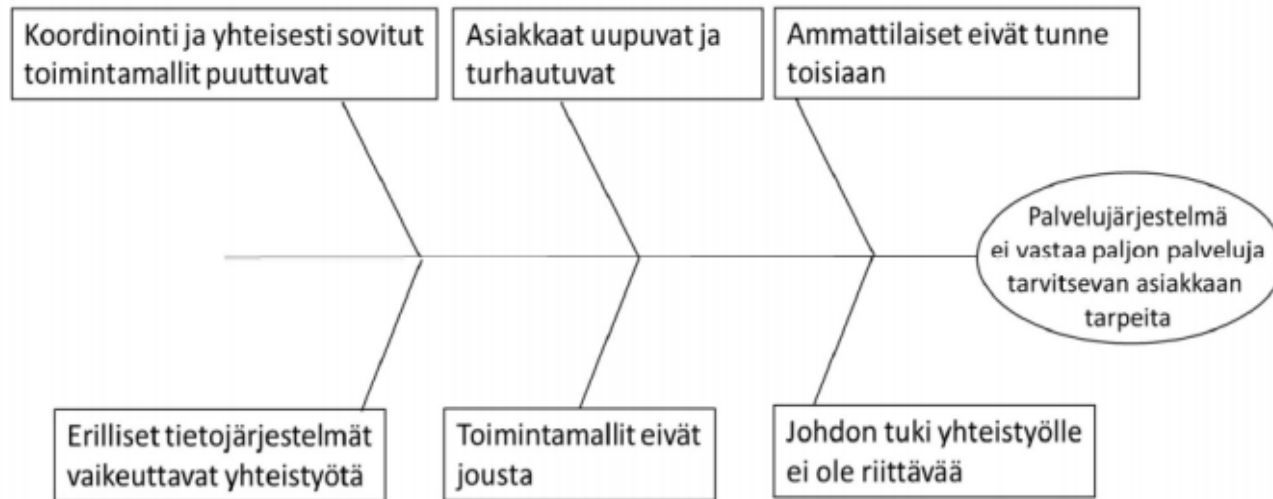 Koordinointi ja yhteisesti sovitut
toimintamallit puuttuvat
Asiakkaat uupuvat ja
turhautuvat
Ammattilaiset eivät tunne
toisiaan
Palvelujärjestelmä
ei vastaa paljon palveluja
tarvitsevan asiakkaan
tarpeita
Erilliset tietojärjestelmät
vaikeuttavat yhteistyötä
Toimintamallit eivät
jousta
Johdon tuki yhteistyölle
ei ole riittävää